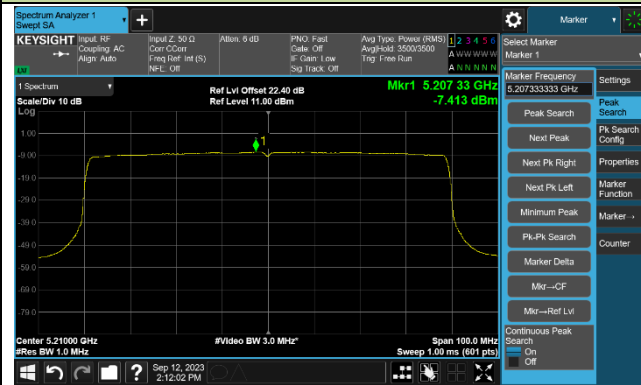 Spectrum Analyzer 1
Swept SA
+
Marker
KEYSIGHT
Input: RF
Coupling: AC
Align: Auto
Input Z: 50 Ω
Corr CCorr
Freq Ref: Int (S)
NFE: Off
Atten: 6 dB
PNO: Fast
Gate: Off
IF Gain: Low
Sig Track: Off
Avg Type: Power (RMS)
Avg|Hold: 3500/3500
Trig: Free Run
1 2 3 4 5 6
A W W W W W
A N N N N N
LNI
Select Marker
Marker 1
1 Spectrum
Scale/Div 10 dB
Log
Ref Lvl Offset 22.40 dB
Ref Level 11.00 dBm
Mkr1 5.207 33 GHz
-7.413 dBm
1.00
-9.00
-19.0
-29.0
-39.0
-49.0
-59.0
-69.0
-79.0
1
Center 5.21000 GHz
#Res BW 1.0 MHz
#Video BW 3.0 MHz*
Span 100.0 MHz
Sweep 1.00 ms (601 pts)
Marker Frequency
5.207333333 GHz
Peak Search
Next Peak
Next Pk Right
Next Pk Left
Minimum Peak
Pk-Pk Search
Marker Delta
Mkr→CF
Mkr→Ref Lvl
Continuous Peak
Search
On
Off
Settings
Peak
Search
Pk Search
Config
Properties
Marker
Function
Marker→
Counter
?
Sep 12, 2023
2:12:02 PM